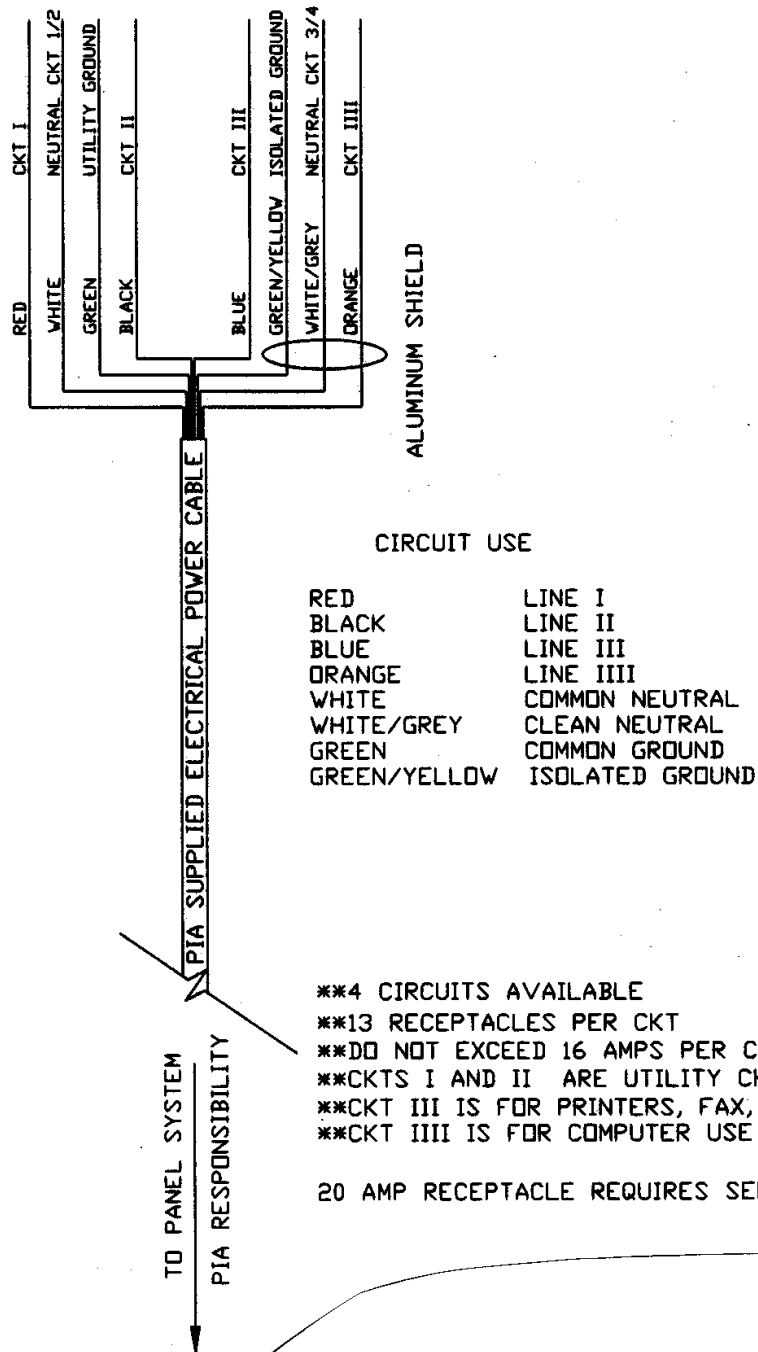 RED CKT I
WHITE NEUTRAL CKT 1/2
GREEN UTILITY GROUND
BLACK CKT II
BLUE CKT III
GREEN/YELLOW ISOLATED GROUND
WHITE/GREY NEUTRAL CKT 3/4
ORANGE CKT IIII
ALUMINUM SHIELD
PIA SUPPLIED ELECTRICAL POWER CABLE
CIRCUIT USE
RED LINE I
BLACK LINE II
BLUE LINE III
ORANGE LINE IIII
WHITE COMMON NEUTRAL
WHITE/GREY CLEAN NEUTRAL
GREEN COMMON GROUND
GREEN/YELLOW ISOLATED GROUND
**4 CIRCUITS AVAILABLE
**13 RECEPTACLES PER CKT
**DO NOT EXCEED 16 AMPS PER
**CKTS I AND II ARE UTILITY
**CKT III IS FOR PRINTERS, FAX,
**CKT IIII IS FOR COMPUTER USE
20 AMP RECEPTACLE REQUIRES
TO PANEL SYSTEM
PIA RESPONSIBILITY